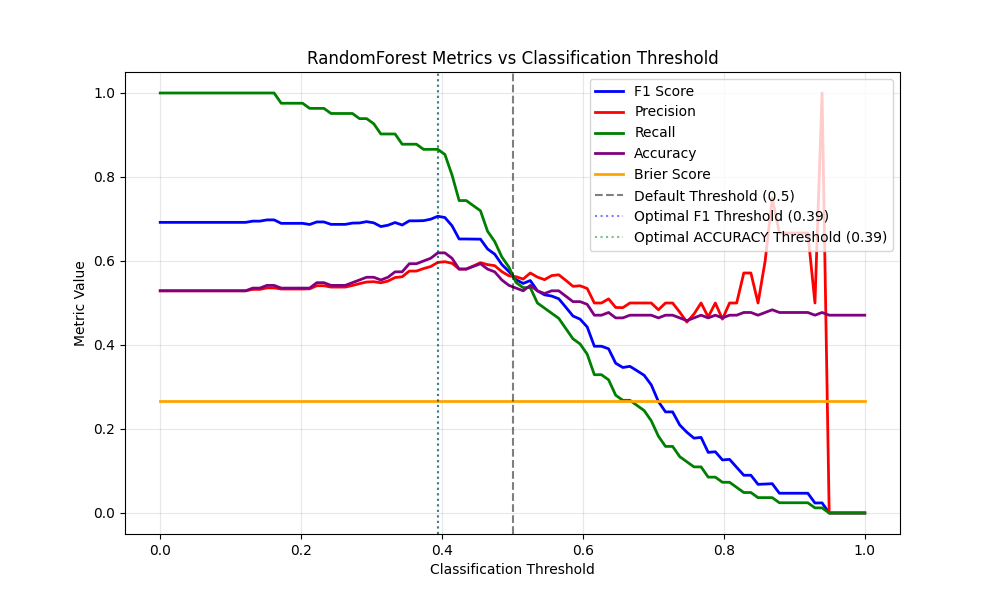 RandomForest Metrics vs Classification Threshold
Metric Value
1.0
0.8
0.6
0.4
0.2
0.0
F1 Score
Precision
Recall
Accuracy
Brier Score
Default Threshold (0.5)
Optimal F1 Threshold (0.39)
Optimal ACCURACY Threshold (0.39)
0.0 0.2 0.4 0.6 0.8 1.0
Classification Threshold